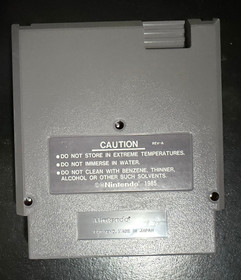 CAUTION REV-A
●DO NOT STORE IN EXTREME TEMPERATURES.
●DO NOT IMMERSE IN WATER.
●DO NOT CLEAN WITH BENZENE, THINNER,
ALCOHOL OR OTHER SUCH SOLVENTS.
©®Nintendo® 1985
Nintendo
MADE IN JAPAN